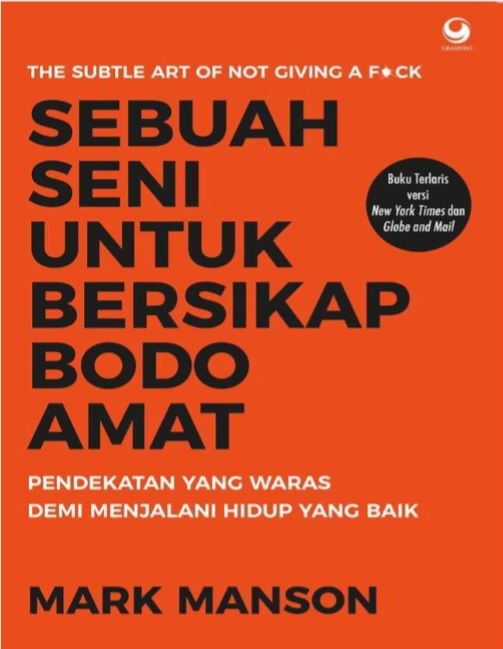 GRASINDO
THE SUBTLE ART OF NOT GIVING A F*CK
SEBUAH
SENI
UNTUK
BERSIKAP
BODO
AMAT
Buku Terlaris
versi
New York Times dan
Globe and Mail
PENDEKATAN YANG WARAS
DEMI MENJALANI HIDUP YANG BAIK
MARK MANSON